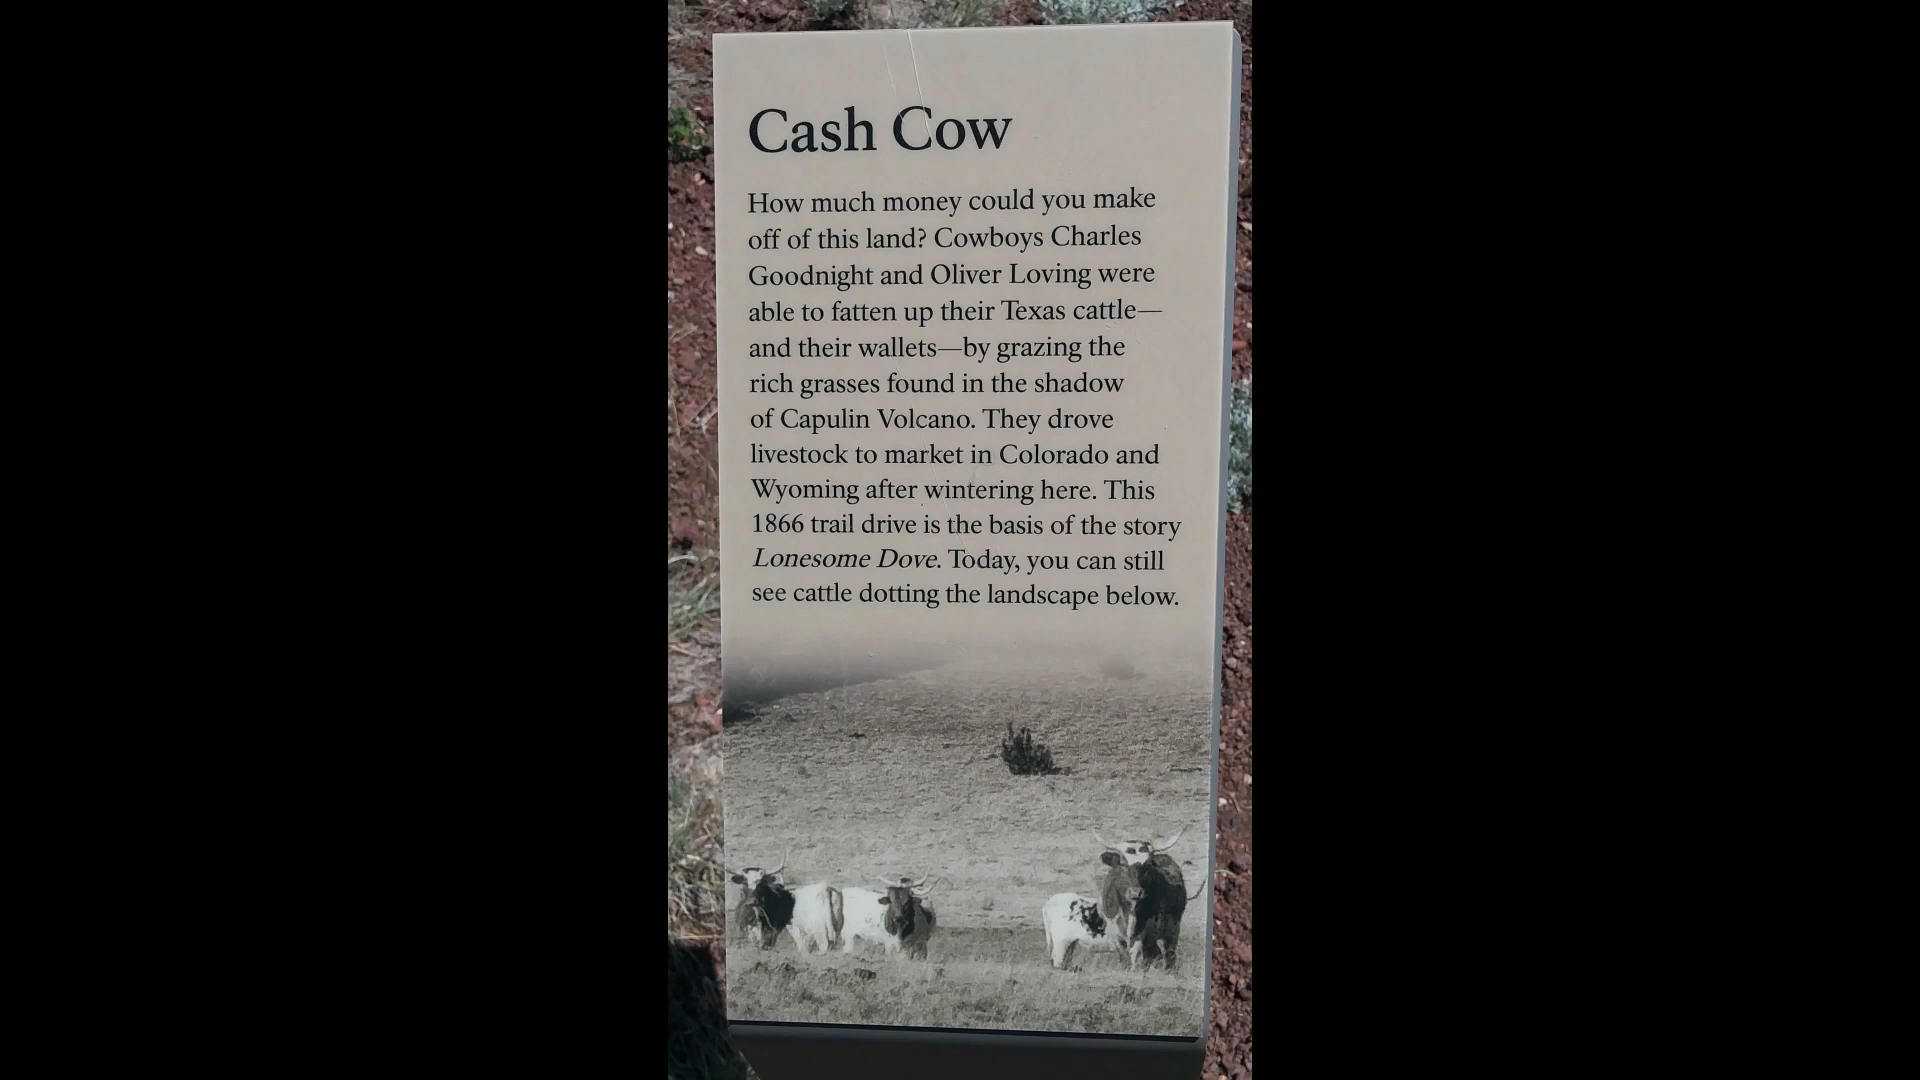 Cash Cow
How much money could you make
off of this land? Cowboys Charles
Goodnight and Oliver Loving were
able to fatten up their Texas cattle—
and their wallets—by grazing the
rich grasses found in the shadow
of Capulin Volcano. They drove
livestock to market in Colorado and
Wyoming after wintering here. This
1866 trail drive is the basis of the story
Lonesome Dove. Today, you can still
see cattle dotting the landscape below.